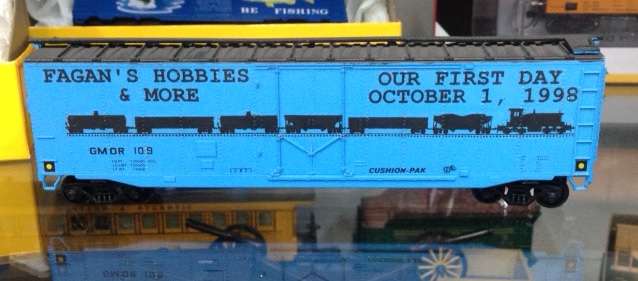 BE FISHING
FAGAN'S HOBBIES
& MORE
OUR FIRST DAY
OCTOBER 1, 1998
GMOR 109
CUSHION-PAK